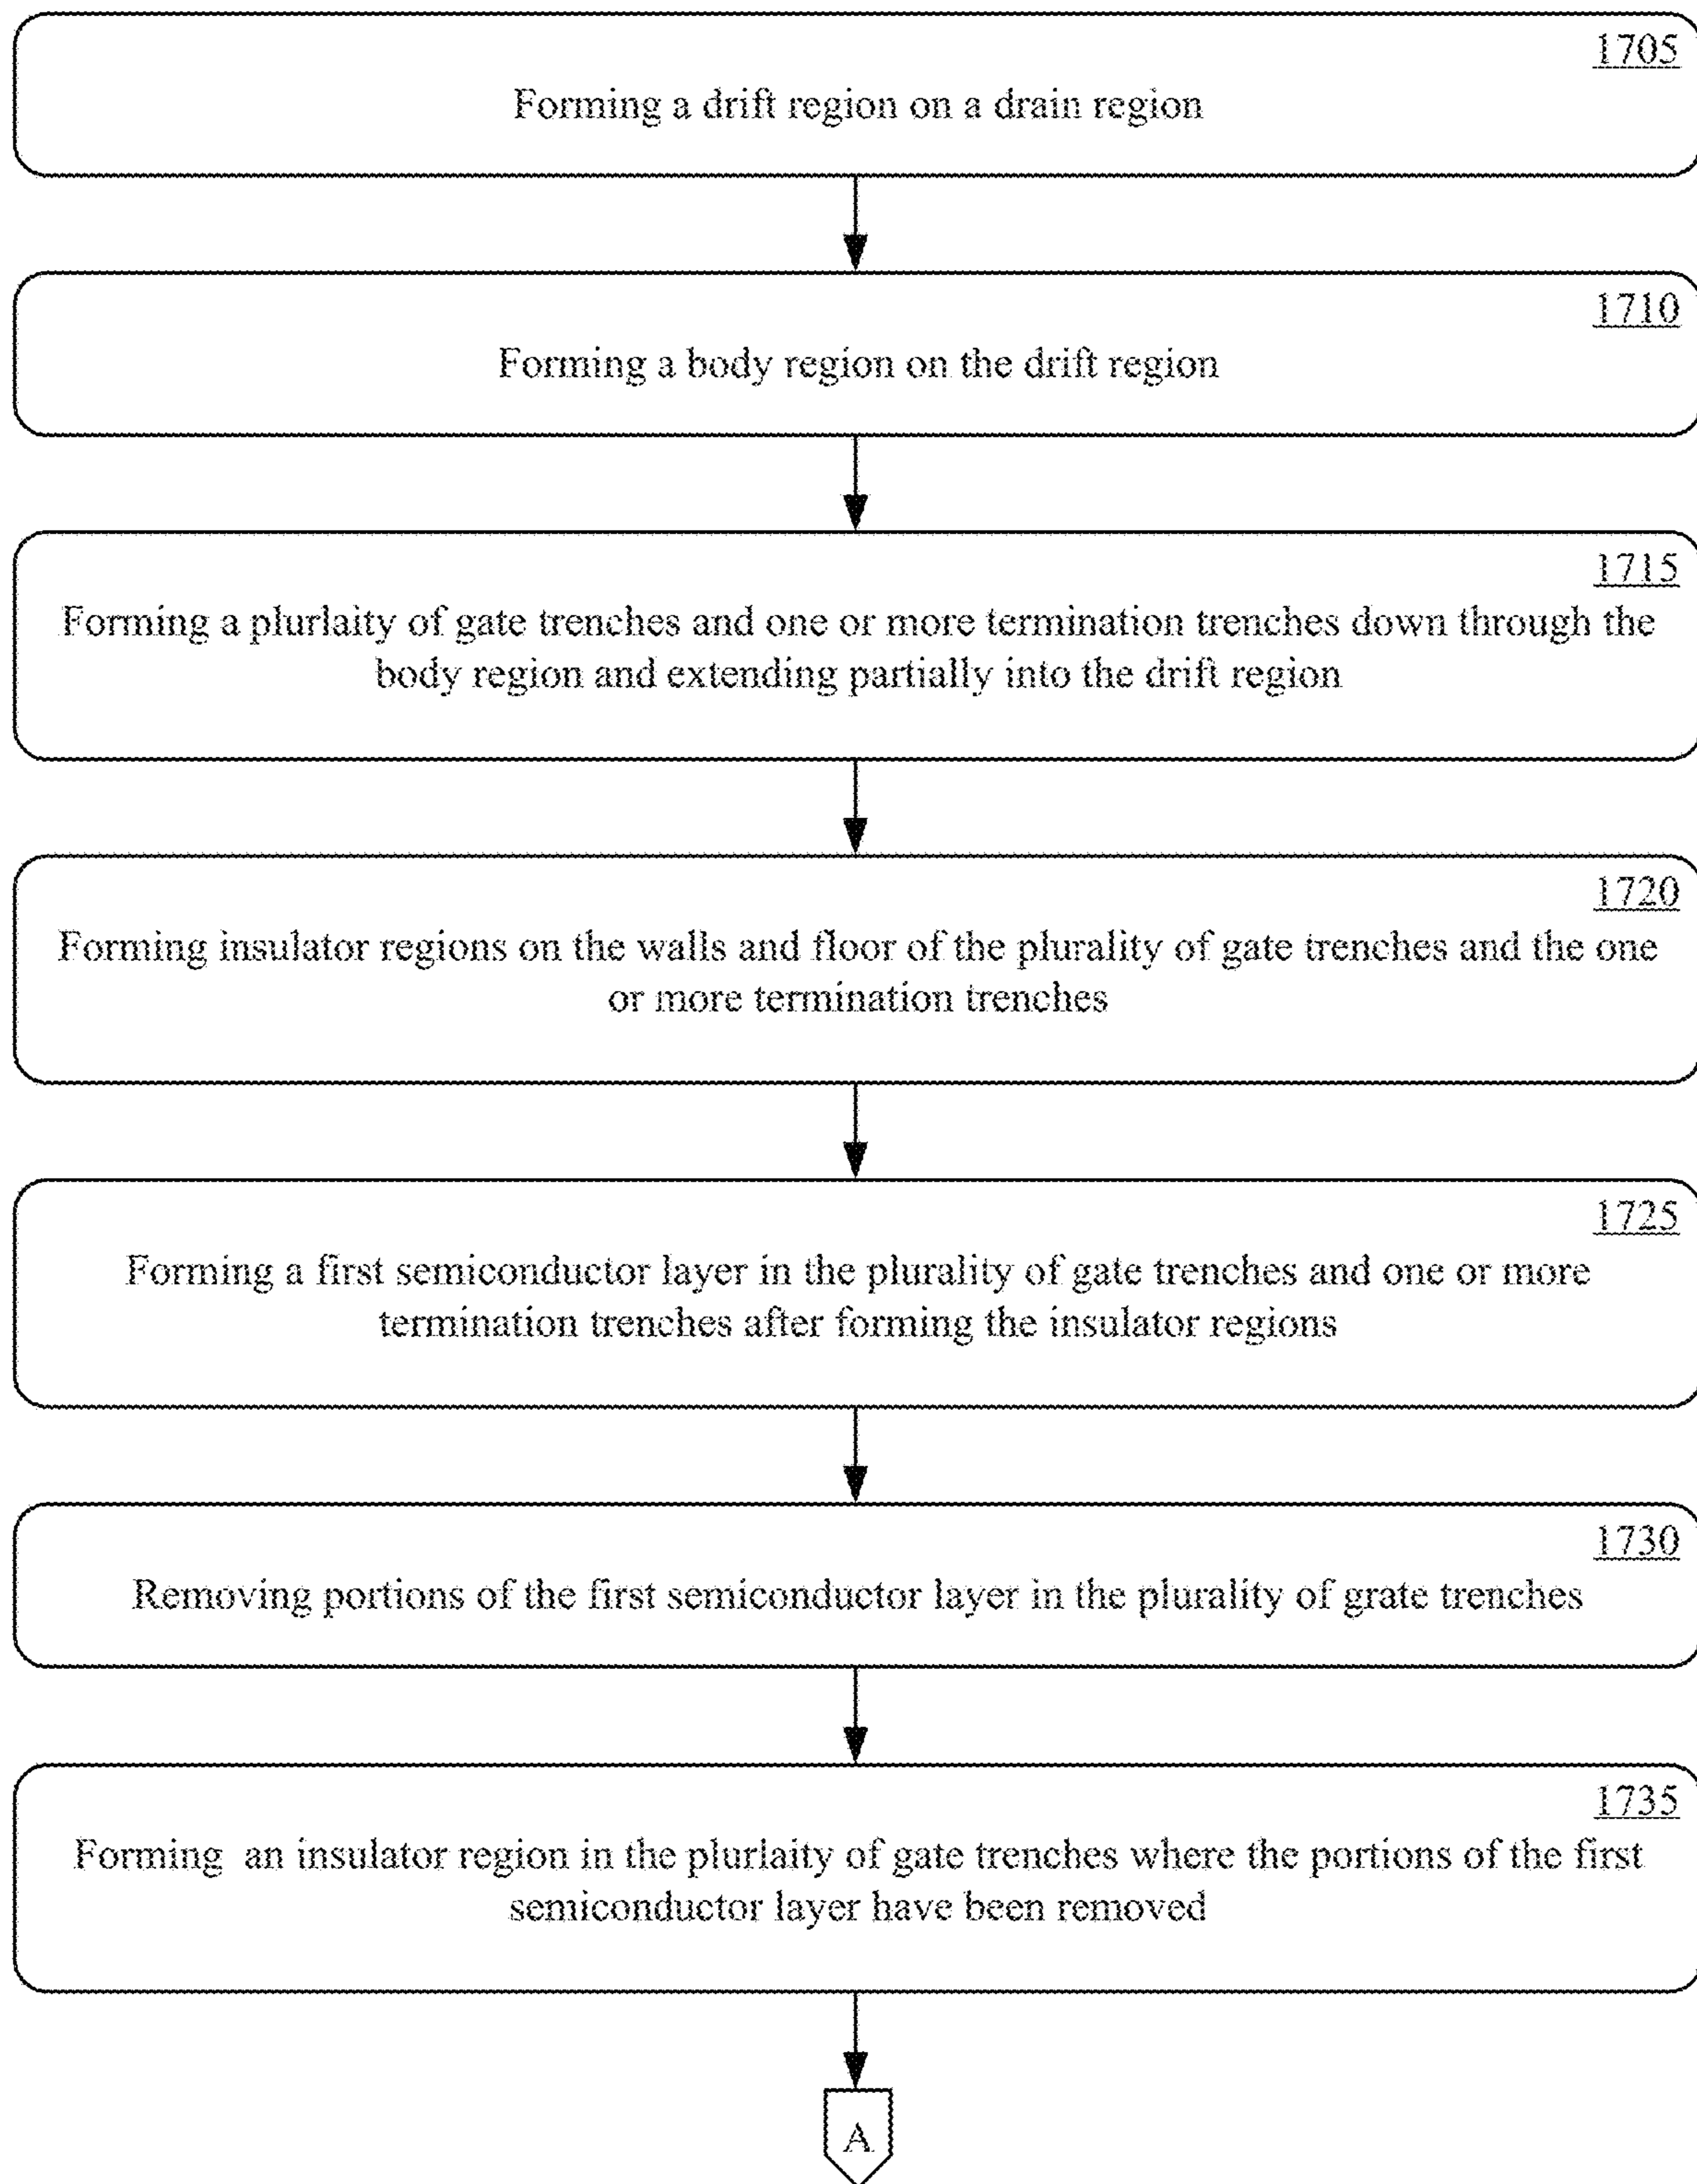 1705
Forming a drift region on a drain region
1710
Forming a body region on the drift region
1715
Forming a plurlaity of gate trenches and one or more termination trenches down through the
body region and extending partially into the drift region
1720
Forming insulator regions on the walls and floor of the plurality of gate trenches and the one
or more termination trenches
1725
Forming a first semiconductor layer in the plurality of gate trenches and one or more
termination trenches after forming the insulator regions
1730
Removing portions of the first semiconductor layer in the plurality of grate trenches
1735
Forming an insulator region in the plurlaity of gate trenches where the portions of the first
semiconductor layer have been removed
A